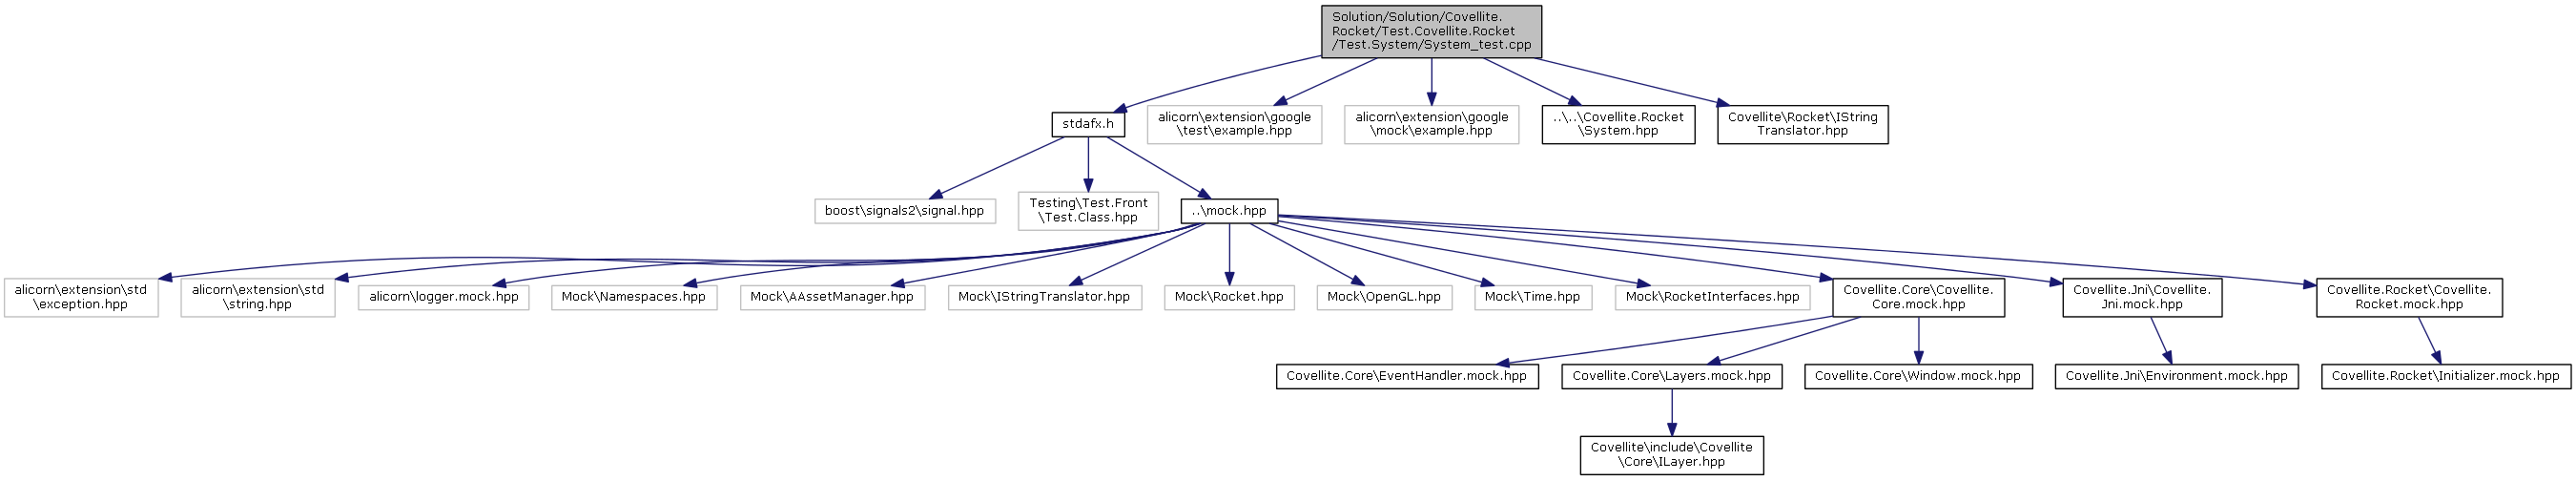 Solution/Solution/Covellite.
Rocket/Test.Covellite.Rocket
/Test.System/System_test.cpp
stdafx.h
alicorn\extension\google
\test\example.hpp
alicorn\extension\google
\mock\example.hpp
..\..\Covellite.Rocket
\System.hpp
Covellite\Rocket\IString
Translator.hpp
boost\signals2\signal.hpp
Testing\Test.Front
\Test.Class.hpp
..\mock.hpp
alicorn\extension\std
\exception.hpp
alicorn\extension\std
\string.hpp
alicorn\logger.mock.hpp
Mock\Namespaces.hpp
Mock\AAssetManager.hpp
Mock\IStringTranslator.hpp
Mock\Rocket.hpp
Mock\OpenGL.hpp
Mock\Time.hpp
Mock\RocketInterfaces.hpp
Covellite.Core\Covellite.
Core.mock.hpp
Covellite.Jni\Covellite.
Jni.mock.hpp
Covellite.Rocket\Covellite.
Rocket.mock.hpp
Covellite.Core\EventHandler.mock.hpp
Covellite.Core\Layers.mock.hpp
Covellite.Core\Window.mock.hpp
Covellite.Jni\Environment.mock.hpp
Covellite.Rocket\Initializer.mock.hpp
Covellite\include\Covellite
\Core\ILayer.hpp